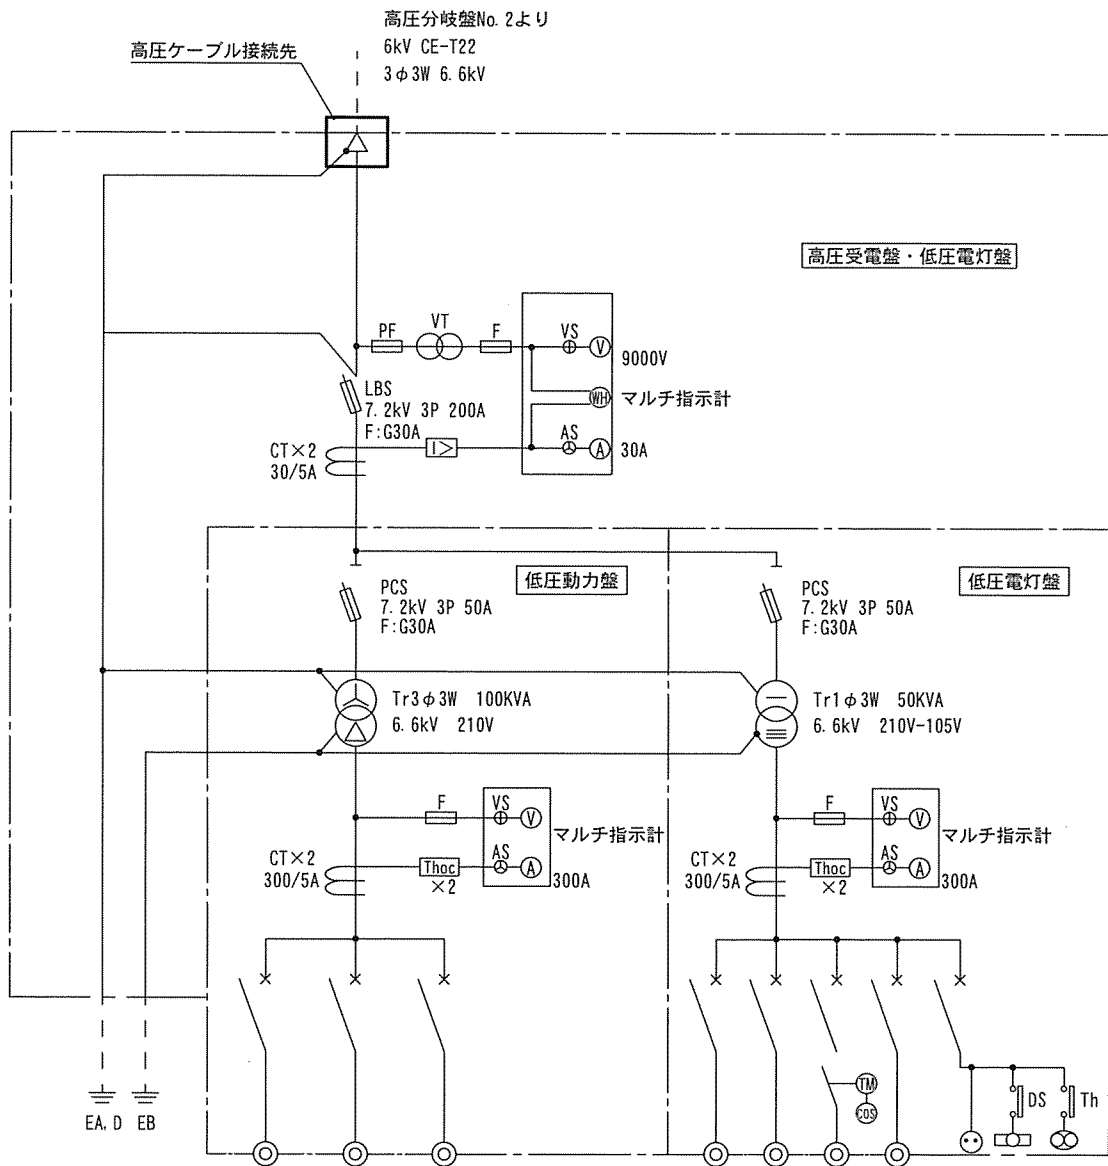 高圧分岐盤No.2より
6kV CE-T22
3φ3W 6.6kV
高圧ケーブル接続先
高圧受電盤・低圧電灯盤
PF
VT
F
VS
V
9000V
WH
マルチ指示計
LBS
7.2kV 3P 200A
F:G30A
CT×2
30/5A
I>
AS
A
30A
低圧動力盤
低圧電灯盤
PCS
7.2kV 3P 50A
F:G30A
PCS
7.2kV 3P 50A
F:G30A
Tr3φ3W 100KVA
6.6kV 210V
Tr1φ3W 50KVA
6.6kV 210V-105V
F
VS
V
マルチ指示計
CT×2
300/5A
Thoc
×2
AS
A
300A
F
VS
V
マルチ指示計
CT×2
300/5A
Thoc
×2
AS
A
300A
TM
COS
DS
Th
EA,D
EB